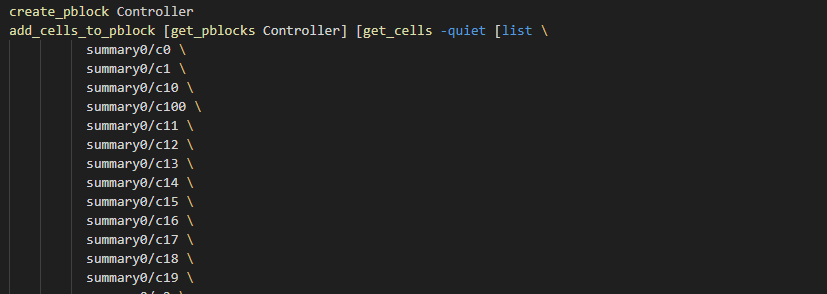 create_pblock Controller
add_cells_to_pblock [get_pblocks Controller] [get_cells -quiet [list \
summary0/c0 \
summary0/c1 \
summary0/c10 \
summary0/c100 \
summary0/c11 \
summary0/c12 \
summary0/c13 \
summary0/c14 \
summary0/c15 \
summary0/c16 \
summary0/c17 \
summary0/c18 \
summary0/c19 \